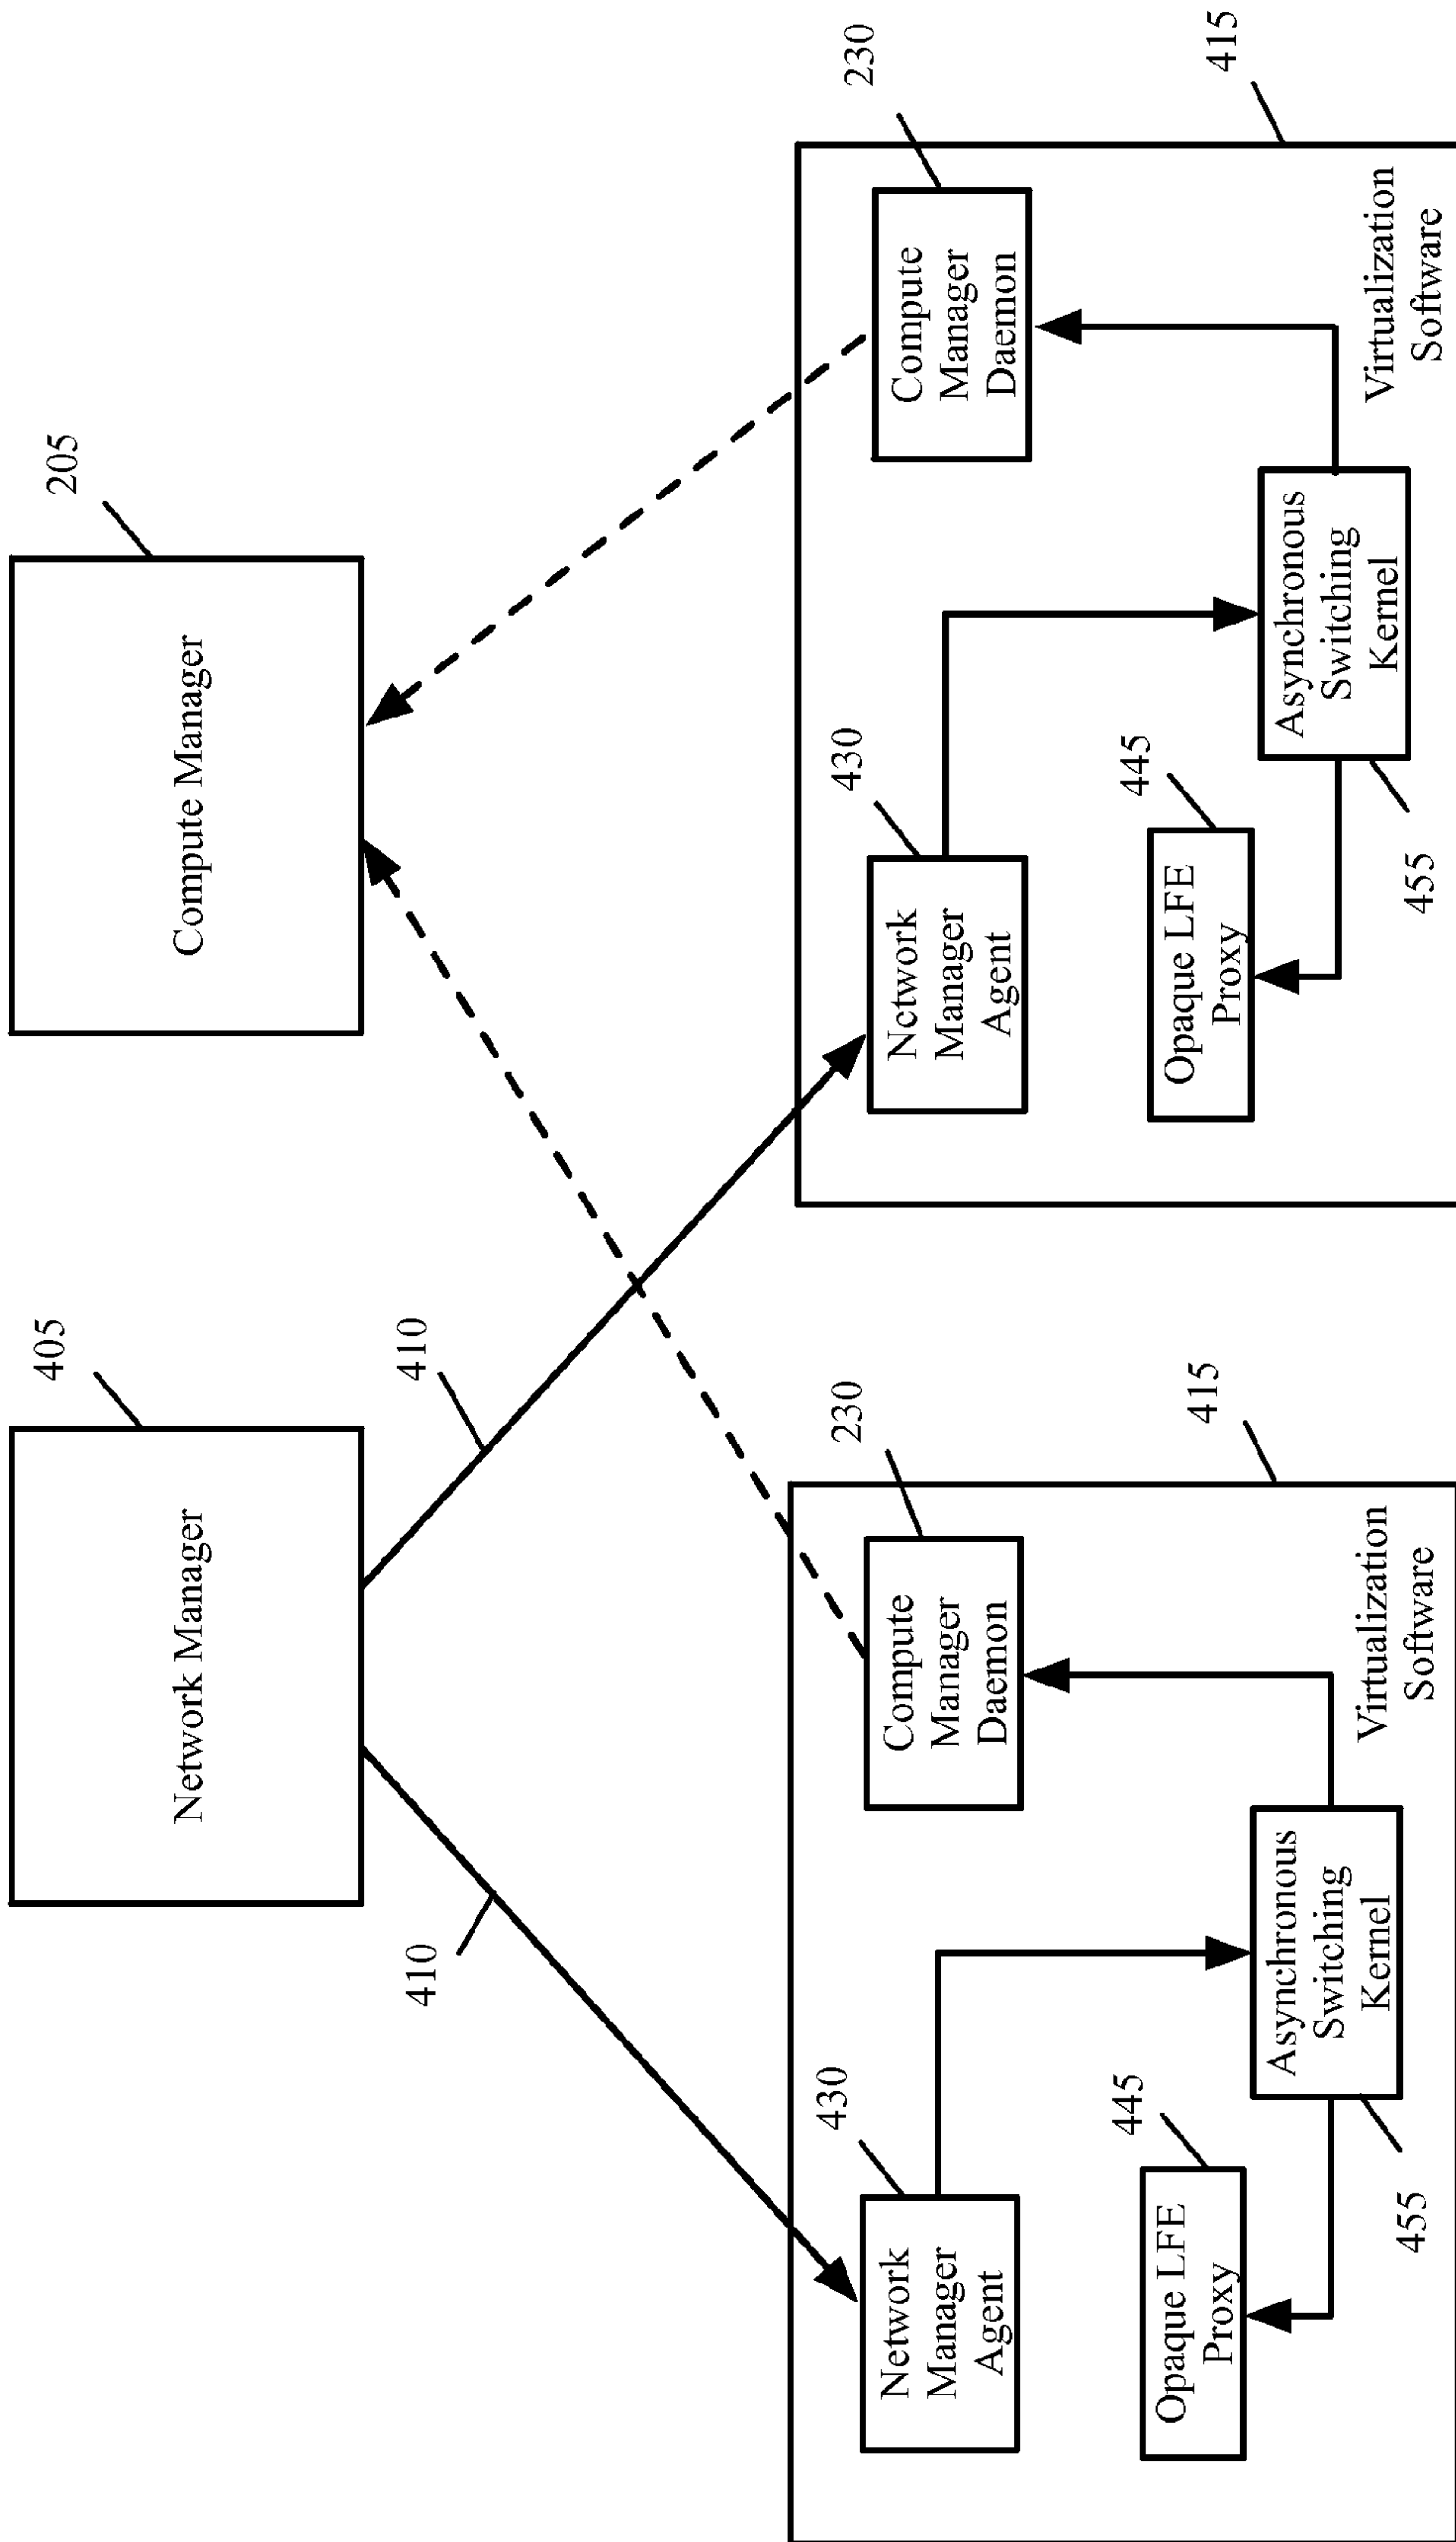 405
Network Manager
205
Compute Manager
410
410
430
Network
Manager
Agent
230
Compute
Manager
Daemon
415
445
Opaque LFE
Proxy
Asynchronous
Switching
Kernel
455
Virtualization
Software
430
Network
Manager
Agent
230
Compute
Manager
Daemon
415
445
Opaque LFE
Proxy
Asynchronous
Switching
Kernel
455
Virtualization
Software